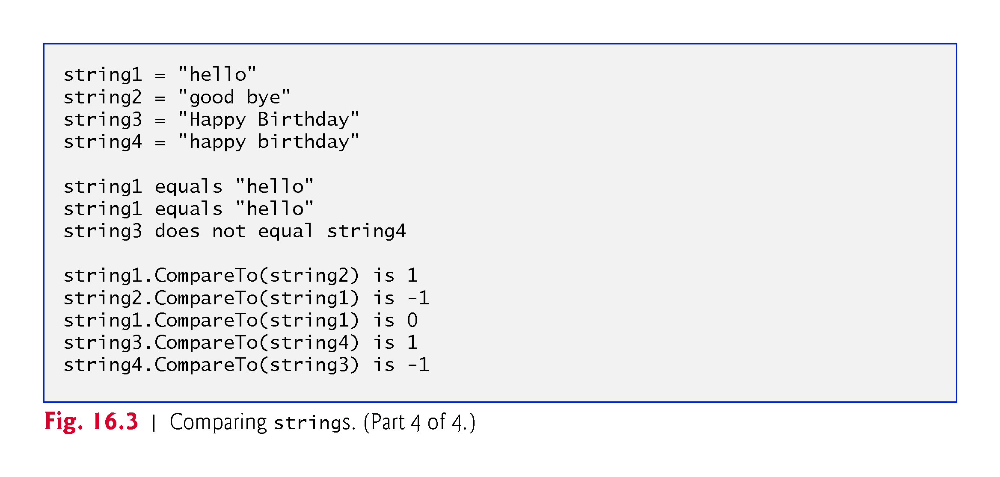 string1 = "hello"
string2 = "good bye"
string3 = "Happy Birthday"
string4 = "happy birthday"
string1 equals "hello"
string1 equals "hello"
string3 does not equal string4
string1.CompareTo(string2) is 1
string2.CompareTo(string1) is -1
string1.CompareTo(string1) is 0
string3.CompareTo(string4) is 1
string4.CompareTo(string3) is -1
Fig. 16.3 | Comparing strings. (Part 4 of 4.)